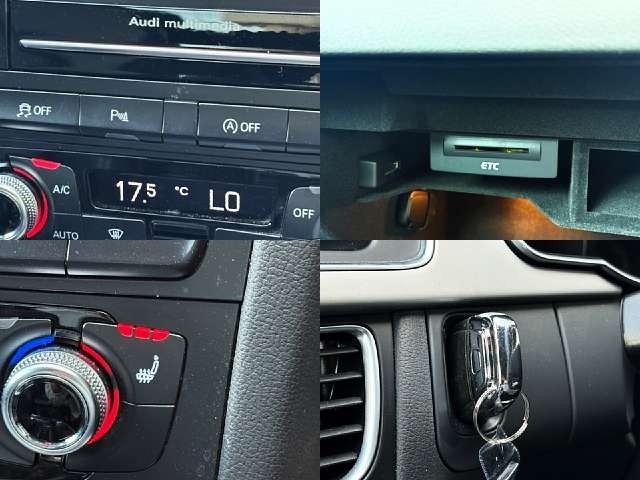 Audi multimedia
OFF
P
A OFF
A/C
17.5 °C LO
OFF
AUTO
ETC